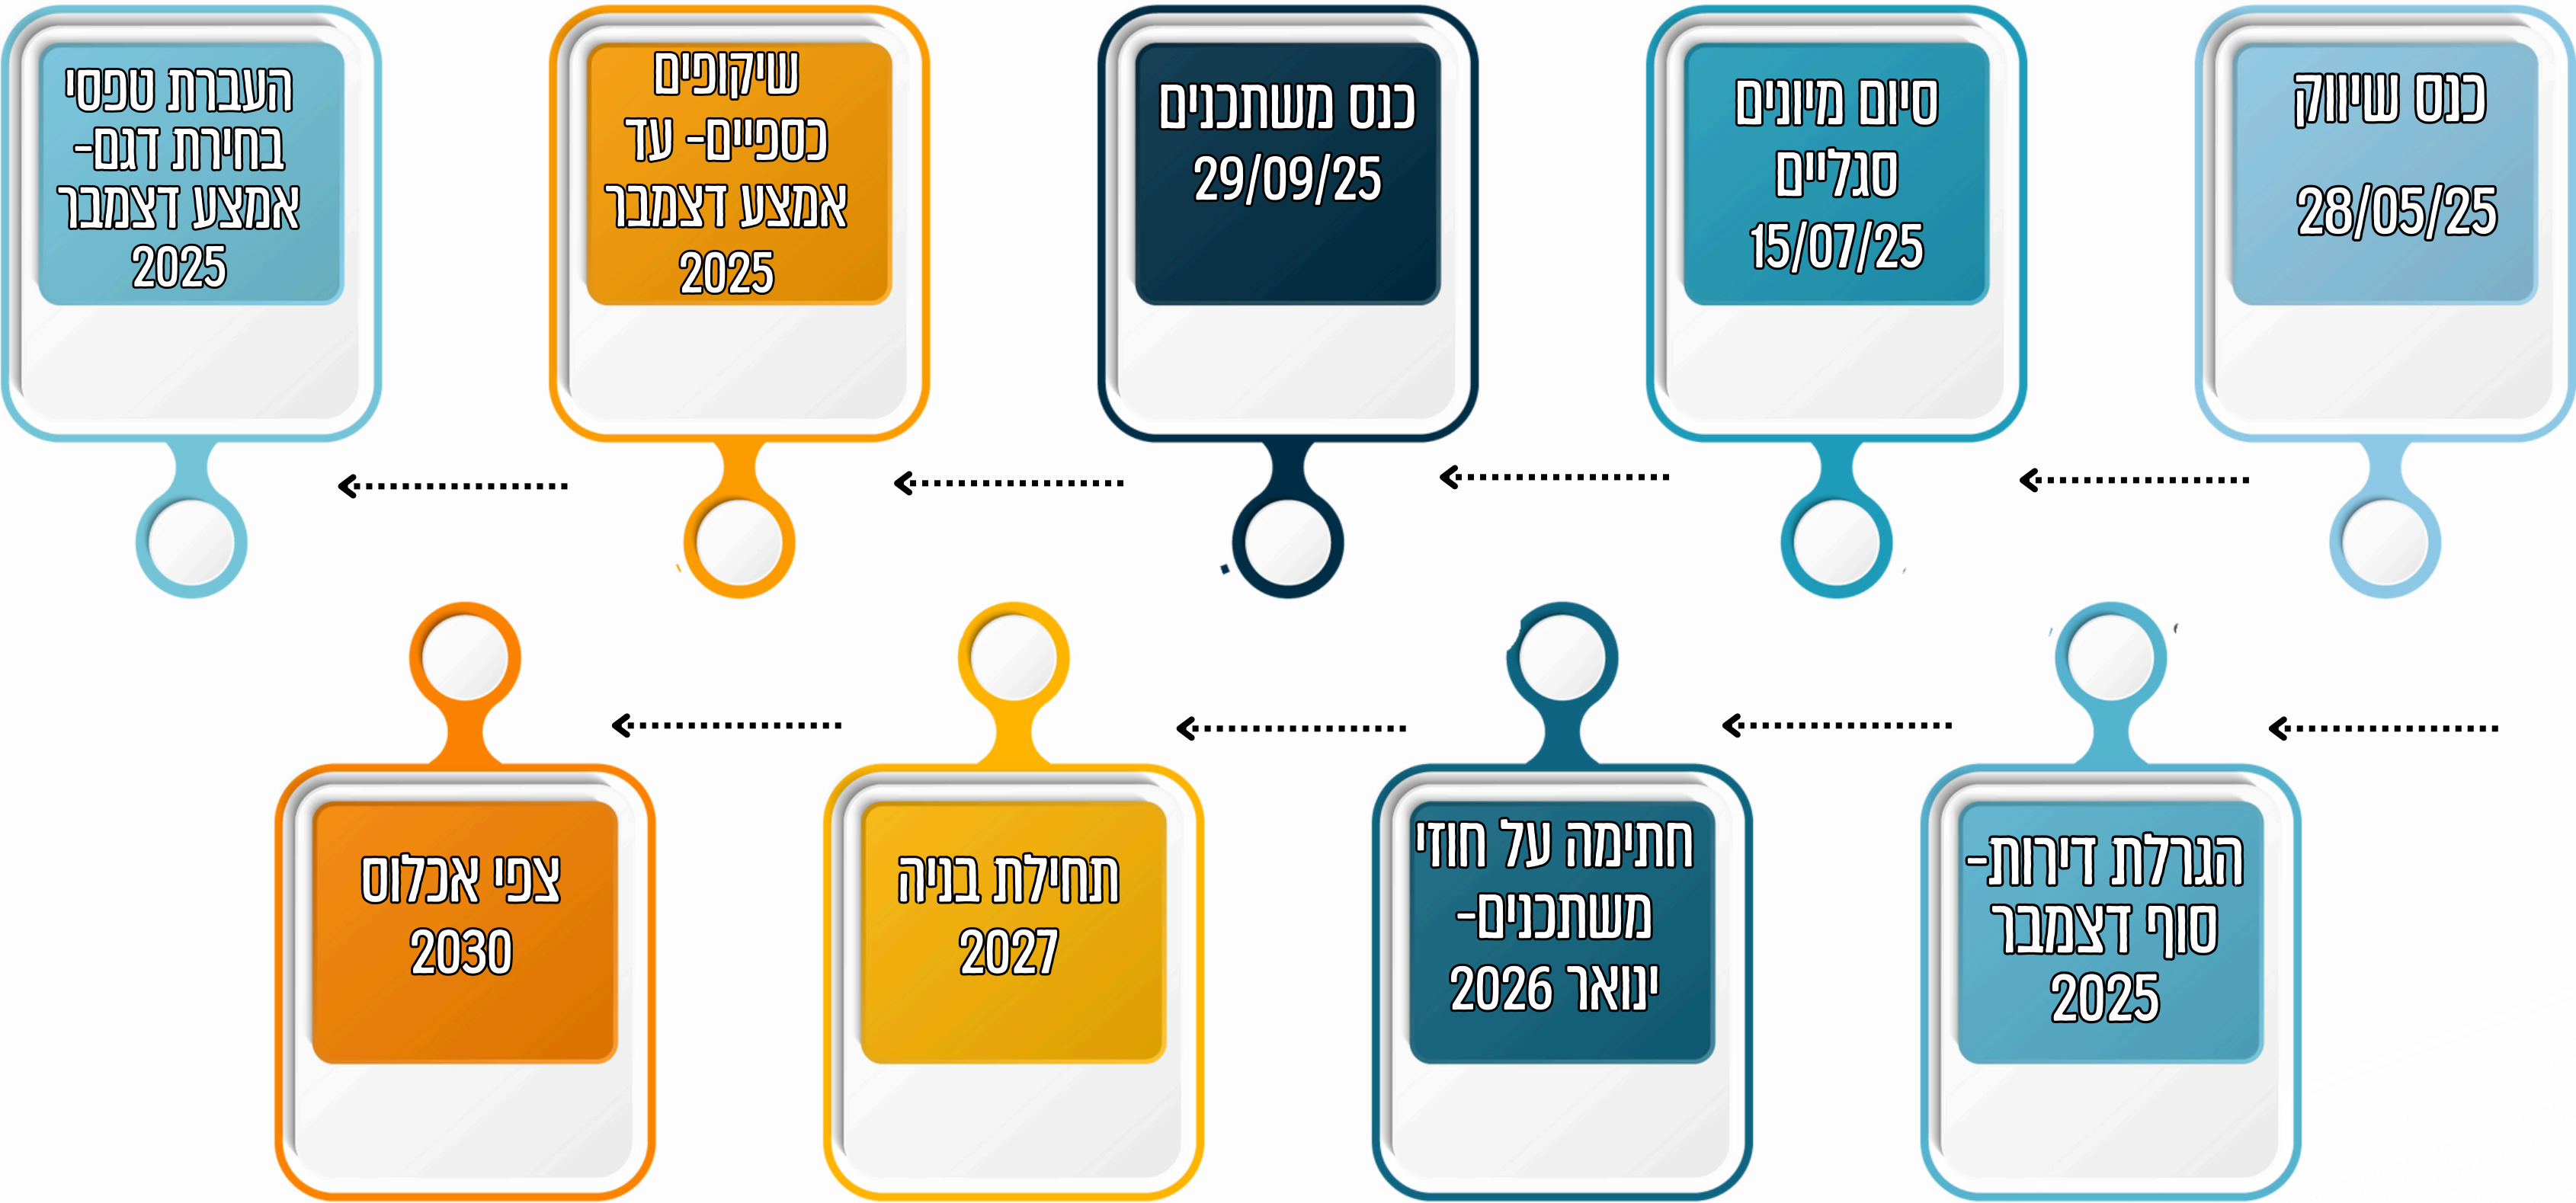 כנס שיווק
28/05/25
סיום מיונים
סגליים
15/07/25
כנס משתכנים
29/09/25
שיקופים
כספיים- עד
אמצע דצמבר
2025
העברת טפסי
בחירת דגם-
אמצע דצמבר
2025
הגרלת דירות-
סוף דצמבר
2025
חתימה על חוזי
משתכנים-
ינואר 2026
תחילת בניה
2027
צפי אכלוס
2030